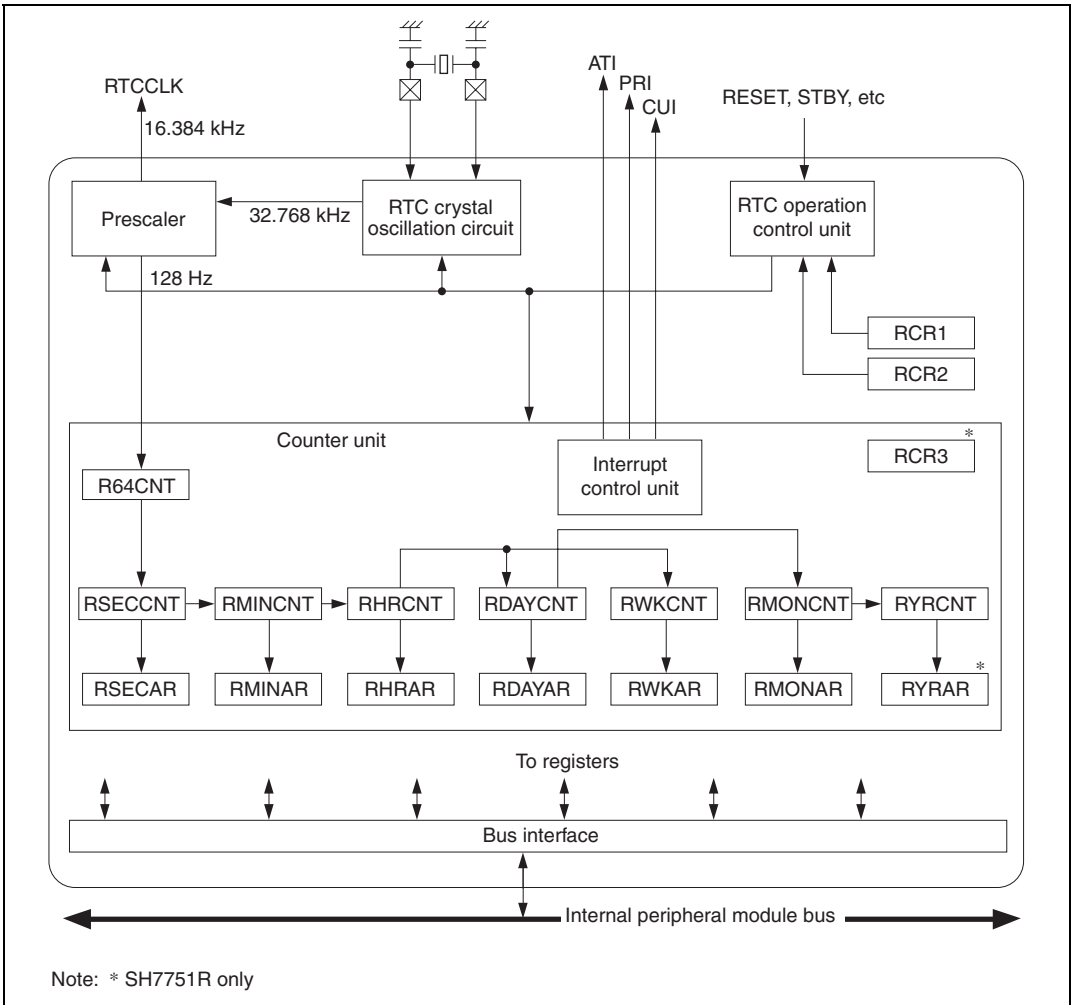 ATI
RTCCLK
PRI
RESET, STBY, etc
CUI
16.384 kHz
Prescaler
32.768 kHz
RTC crystal
oscillation circuit
RTC operation
control unit
128 Hz
RCR1
RCR2
Counter unit
*
RCR3
Interrupt
control unit
R64CNT
RSECCNT
RMINCNT
RHRCNT
RDAYCNT
RWKCNT
RMONCNT
RYRCNT
*
RSECAR
RMINAR
RHRAR
RDAYAR
RWKAR
RMONAR
RYRAR
To registers
Bus interface
Internal peripheral module bus
Note: * SH7751R only